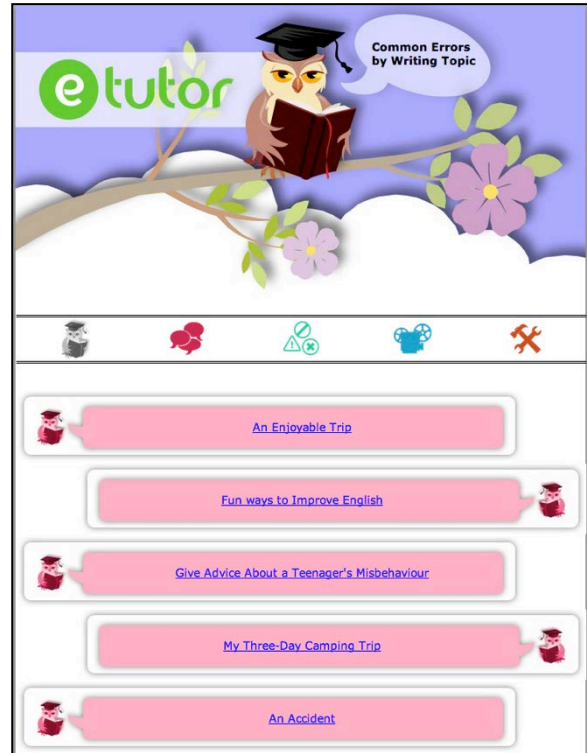 etutor
Common Errors
by Writing Topic
An Enjoyable Trip
Fun ways to Improve English
Give Advice About a Teenager's Misbehaviour
My Three-Day Camping Trip
An Accident